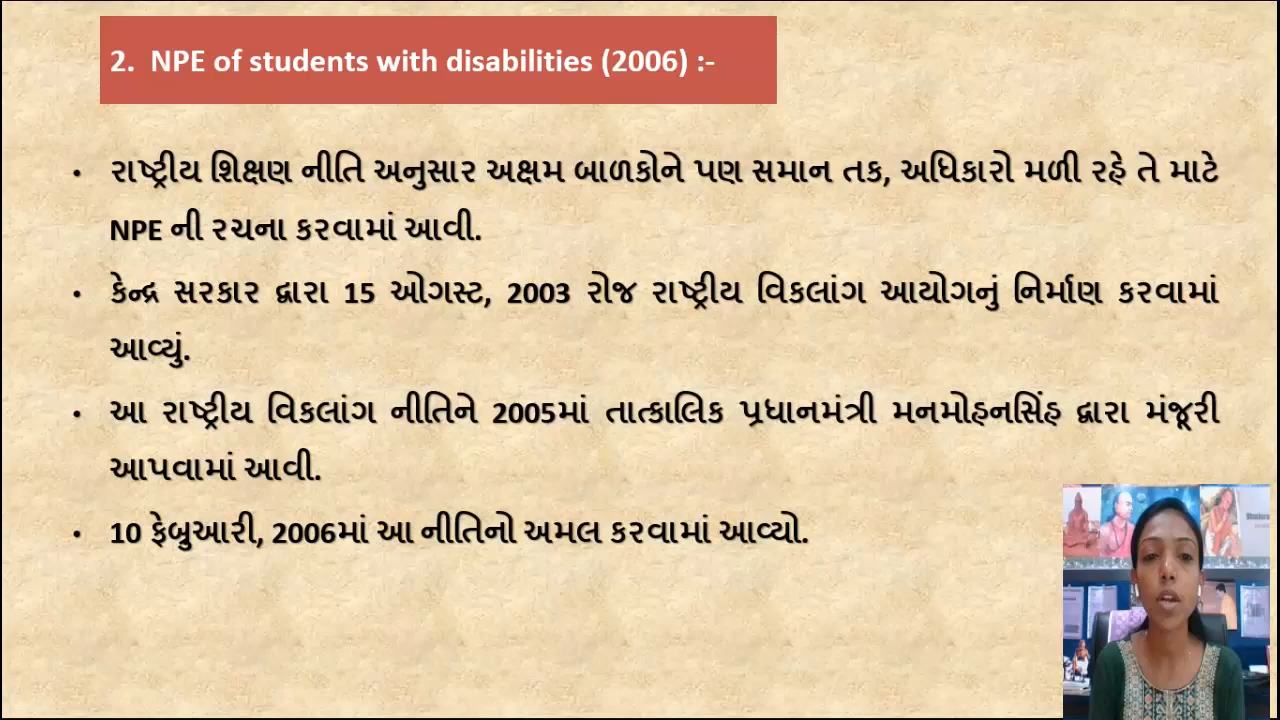 2. NPE of students with disabilities (2006) :-
• રાષ્ટ્રીય શિક્ષણ નીતિ અનુસાર અક્ષમ બાળકોને પણ સમાન તક, અધિકારો મળી રહે તે માટે
NPE ની રચના કરવામાં આવી.
• કેન્દ્ર સરકાર દ્વારા 15 ઓગસ્ટ, 2003 રોજ રાષ્ટ્રીય વિકલાંગ આયોગનું નિર્માણ કરવામાં
આવ્યું.
• આ રાષ્ટ્રીય વિકલાંગ નીતિને 2005માં તાત્કાલિક પ્રધાનમંત્રી મનમોહનસિંહ દ્વારા મંજૂરી
આપવામાં આવી.
• 10 ફેબ્રુઆરી, 2006માં આ નીતિનો અમલ કરવામાં આવ્યો.